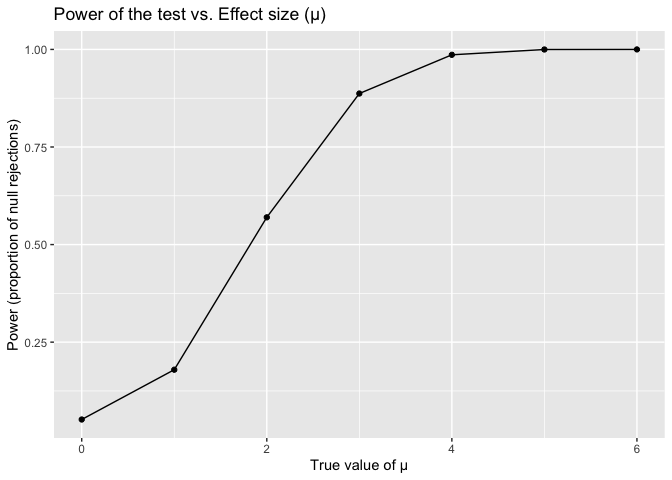 Power of the test vs. Effect size (μ)
1.00
0.75
0.50
0.25
Power (proportion of null rejections)
0
2
4
6
True value of μ